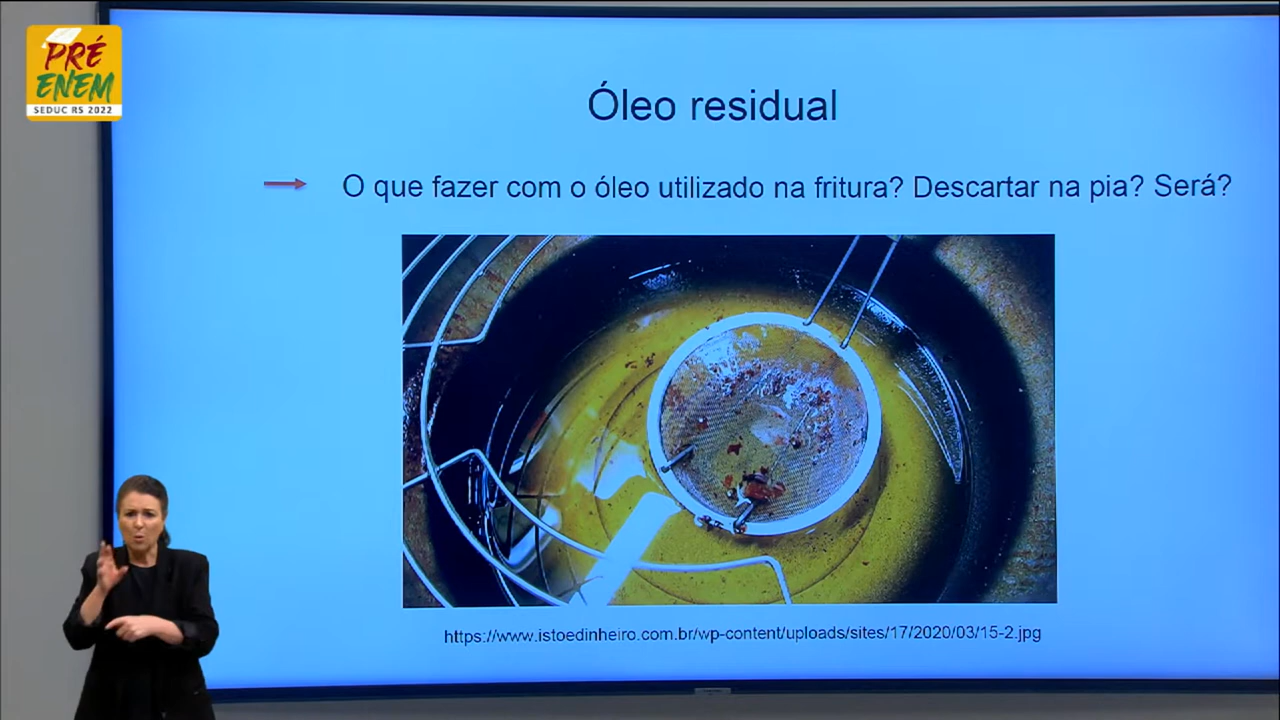 PRÉ
ENEM
SEDUC RS 2022
Óleo residual
O que fazer com o óleo utilizado na fritura? Descartar na pia? Será?
https://www.istoedinheiro.com.br/wp-content/uploads/sites/17/2020/03/15-2.jpg